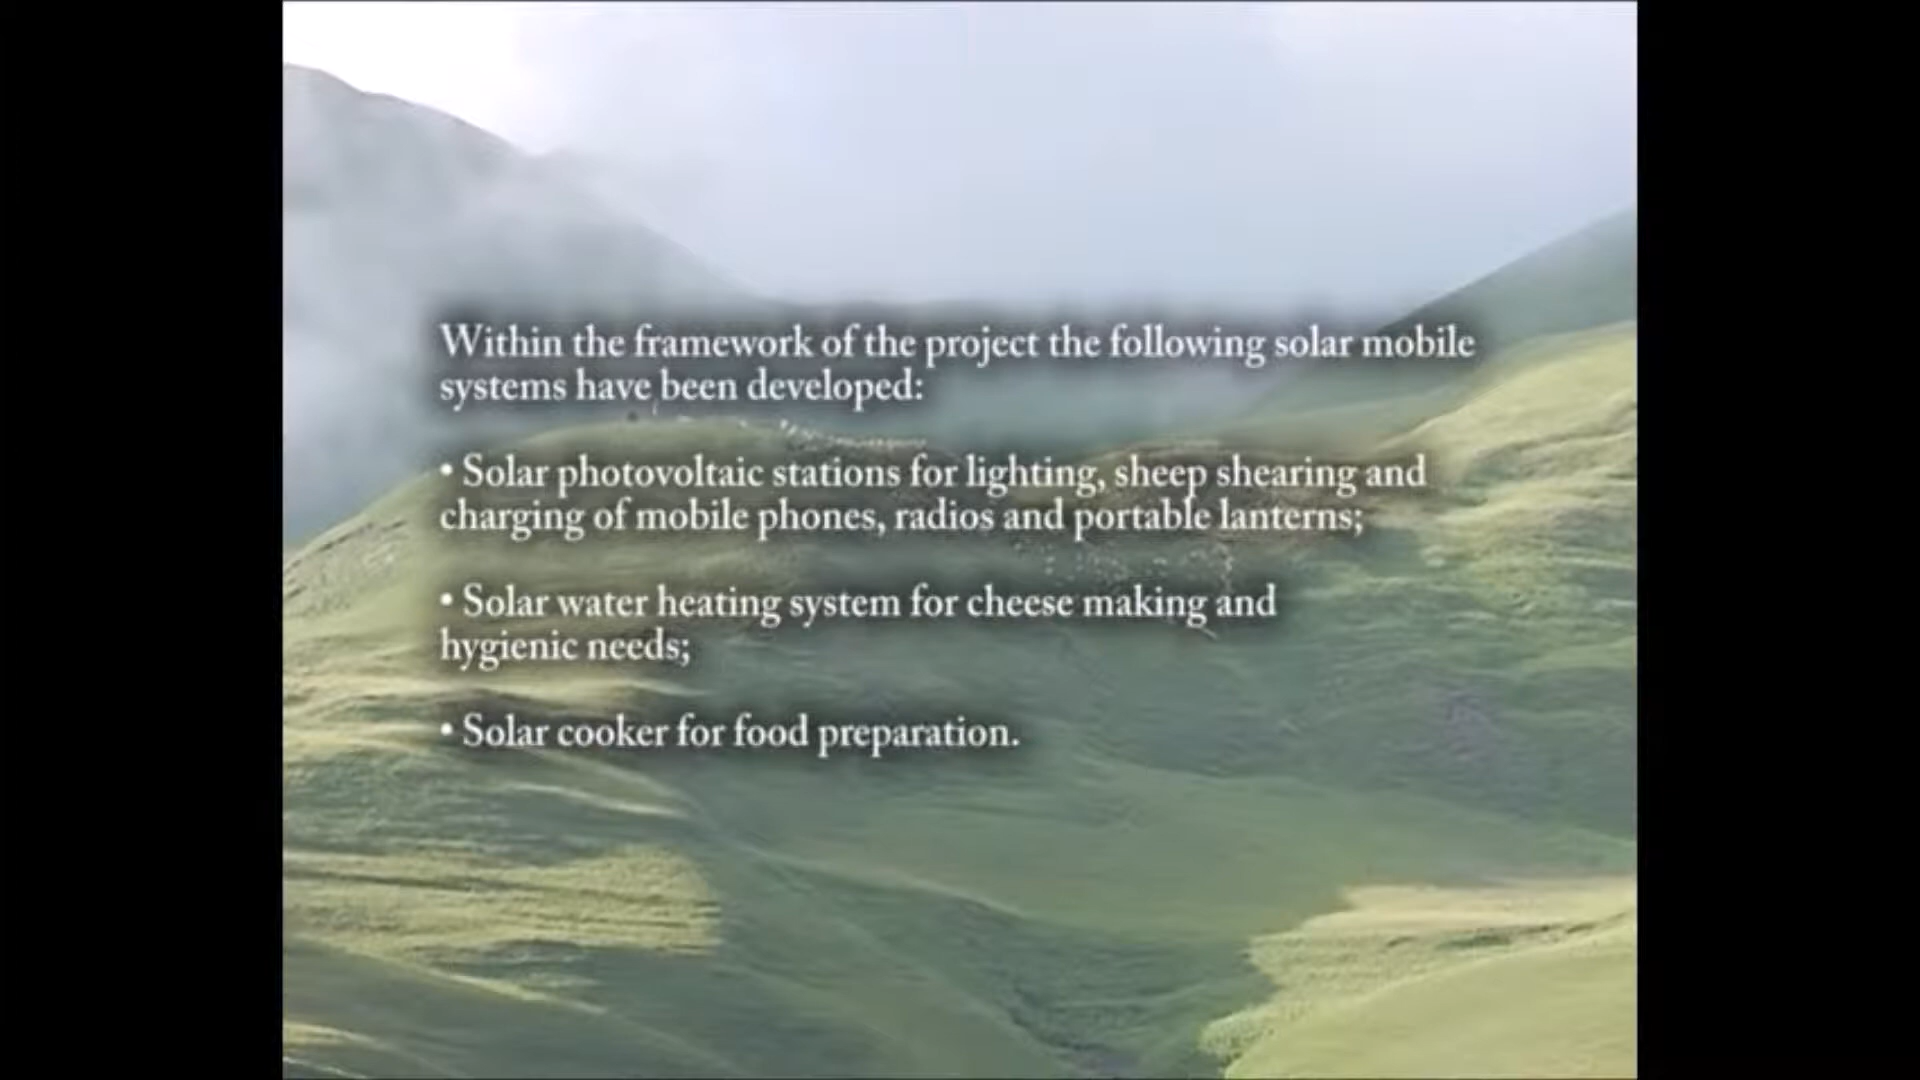 Within the framework of the project the following solar mobile
systems have been developed:
• Solar photovoltaic stations for lighting, sheep shearing and
charging of mobile phones, radios and portable lanterns;
• Solar water heating system for cheese making and
hygienic needs;
• Solar cooker for food preparation.